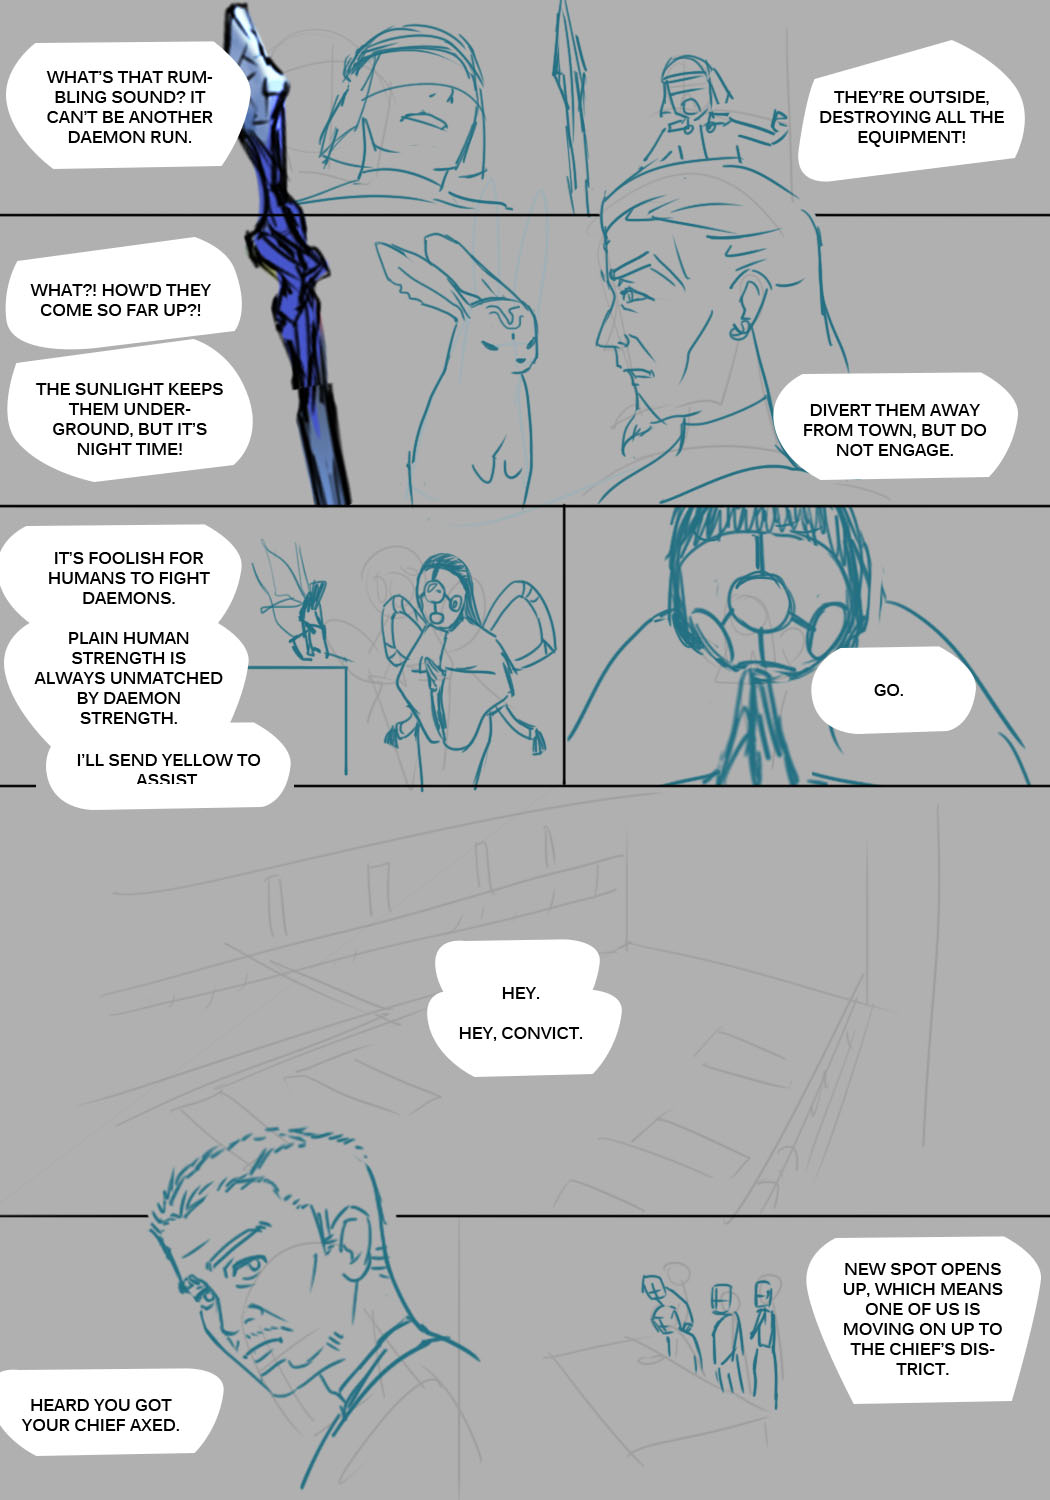 WHAT'S THAT RUM-
BLING SOUND? IT
CAN'T BE ANOTHER
DAEMON RUN.
THEY'RE OUTSIDE,
DESTROYING ALL THE
EQUIPMENT!
WHAT?! HOW'D THEY
COME SO FAR UP?!
THE SUNLIGHT KEEPS
THEM UNDER-
GROUND, BUT IT'S
NIGHT TIME!
DIVERT THEM AWAY
FROM TOWN, BUT DO
NOT ENGAGE.
IT'S FOOLISH FOR
HUMANS TO FIGHT
DAEMONS.
PLAIN HUMAN
STRENGTH IS
ALWAYS UNMATCHED
BY DAEMON
STRENGTH.
I'LL SEND YELLOW TO
ASSIST
GO.
HEY.
HEY, CONVICT.
HEARD YOU GOT
YOUR CHIEF AXED.
NEW SPOT OPENS
UP, WHICH MEANS
ONE OF US IS
MOVING ON UP TO
THE CHIEF'S DIS-
TRICT.